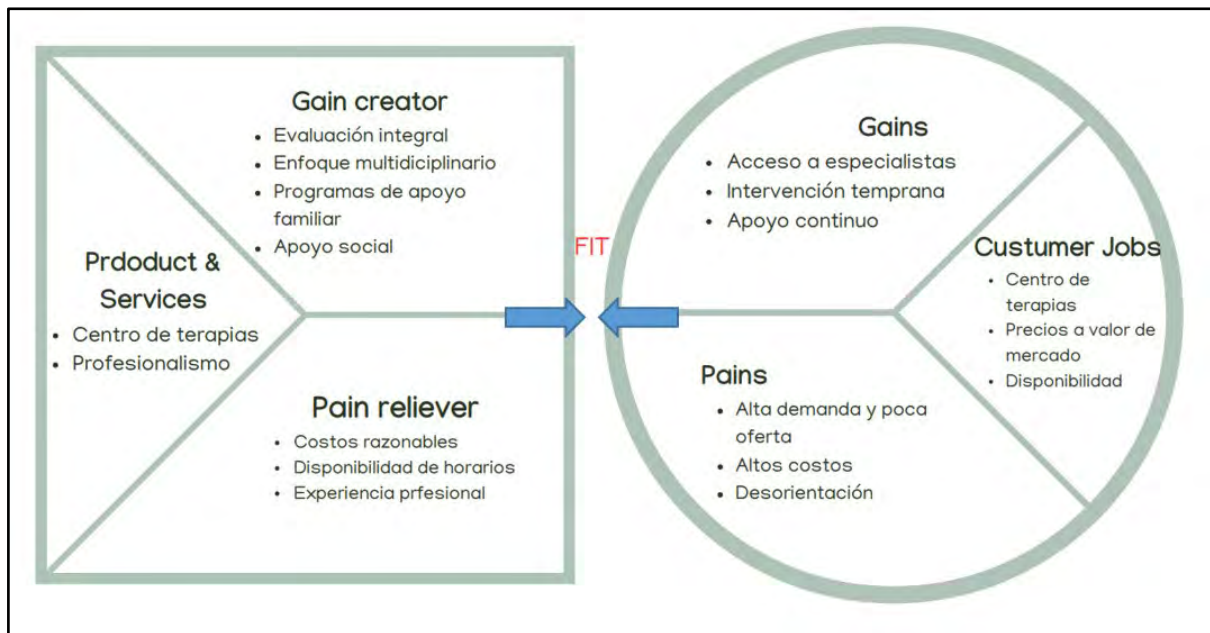 Gain creator
• Evaluación integral
• Enfoque multidiciplinario
• Programas de apoyo
familiar
• Apoyo social
Prdoduct &
Services
• Centro de terapias
• Profesionalismo
Pain reliever
• Costos razonables
• Disponibilidad de horarios
• Experiencia prfesional
FIT
Gains
• Acceso a especialistas
• Intervención temprana
• Apoyo continuo
Custumer Jobs
• Centro de
terapias
• Precios a valor de
mercado
• Disponibilidad
Pains
• Alta demanda y poca
oferta
• Altos costos
• Desorientación